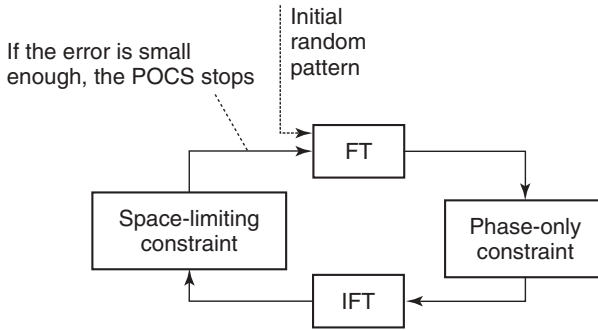 Initial
random
pattern
If the error is small
enough, the POCS stops
FT
Space-limiting
constraint
Phase-only
constraint
IFT